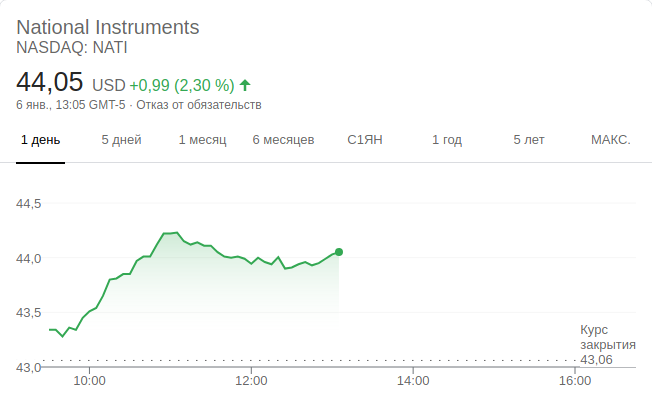 National Instruments
NASDAQ: NATI
44,05 USD +0,99 (2,30 %)
6 янв., 13:05 GMT-5 · Отказ от обязательств
1 день 5 дней 1 месяц 6 месяцев С1ЯН 1 год 5 лет МАКС.
44,5
44,0
43,5
Курс
закрытия
43,06
43,0
10:00 12:00 14:00 16:00